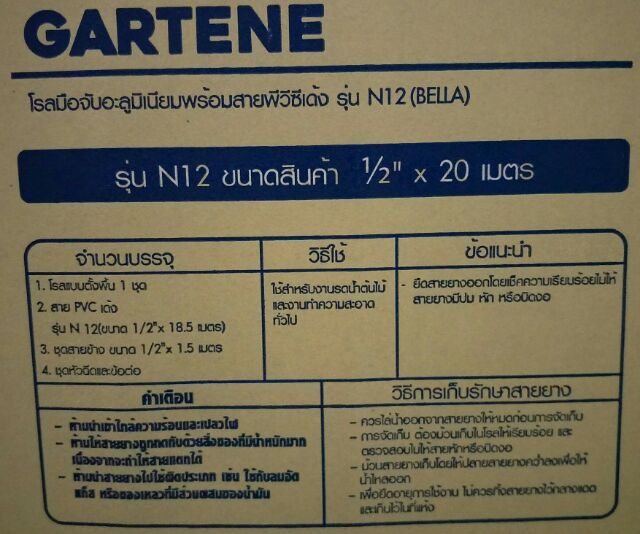 GARTENE
โรลมือจับอะลูมิเนียมพร้อมสายพีวีซีเด้ง รุ่น N12 (BELLA)
รุ่น N12 ขนาดสินค้า ½" x 20 เมตร
จำนวนบรรจุ
1. โรลแบบตั้งพื้น 1 ชุด
2. สาย PVC เด้ง
รุ่น N 12(ขนาด 1/2"x 18.5 เมตร)
3. ชุดสายข้าง ขนาด 1/2"x 1.5 เมตร
4. ชุดหัวฉีดและข้อต่อ
วิธีใช้
ใช้สำหรับงานรดน้ำต้นไม้
และงานทำความสะอาด
ทั่วไป
ข้อแนะนำ
- ยืดสายยางออกโดยเช็คความเรียบร้อยไม่ให้
สายยางมีปม หัก หรือบิดงอ
คำเตือน
- ห้ามนำเข้าใกล้ความร้อนและเปลวไฟ
- ห้ามให้สายยางถูกกดทับด้วยสิ่งของที่มีน้ำหนักมาก
เนื่องจากจะทำให้สายแตกได้
- ห้ามนำสายยางไปใช้ผิดประเภท เช่น ใช้กับลมอัด
แก๊ส หรือของเหลวที่มีส่วนผสมของน้ำมัน
วิธีการเก็บรักษาสายยาง
- ควรไล่น้ำออกจากสายยางให้หมดก่อนการจัดเก็บ
- การจัดเก็บ ต้องม้วนเก็บในโรลให้เรียบร้อย และ
ตรวจสอบไม่ให้สายหักหรือบิดงอ
- ม้วนสายยางเก็บโดยให้ปลายสายยางคว่ำลงเพื่อให้
น้ำไหลออก
- เพื่อยืดอายุการใช้งาน ไม่ควรทิ้งสายยางไว้กลางแดด
และเก็บไว้ในที่แห้ง